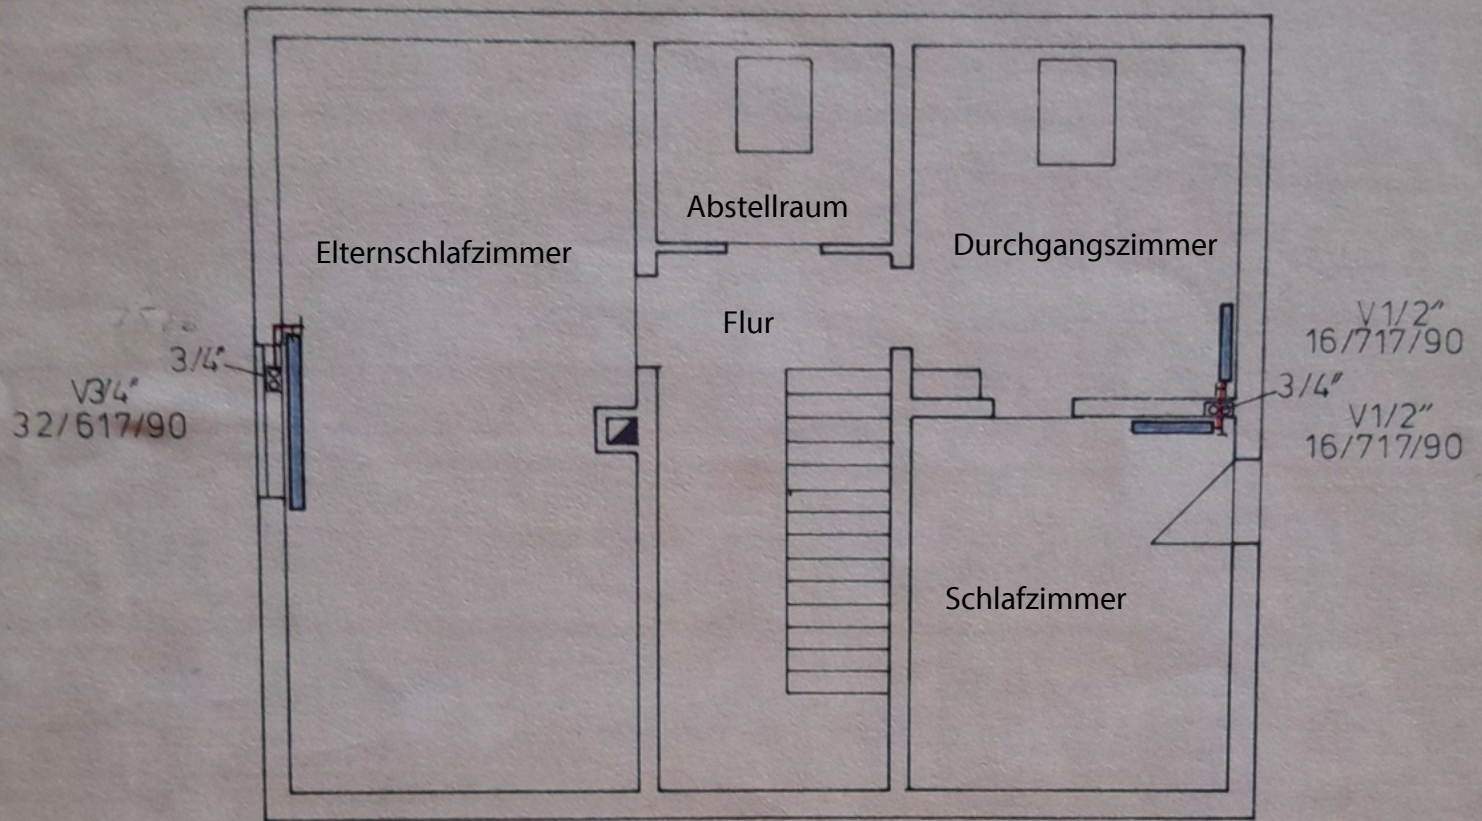 Abstellraum
Elternschlafzimmer
Durchgangszimmer
Flur
3/4"
V3/4"
32/617/90
V1/2"
16/717/90
3/4"
V1/2"
16/717/90
Schlafzimmer